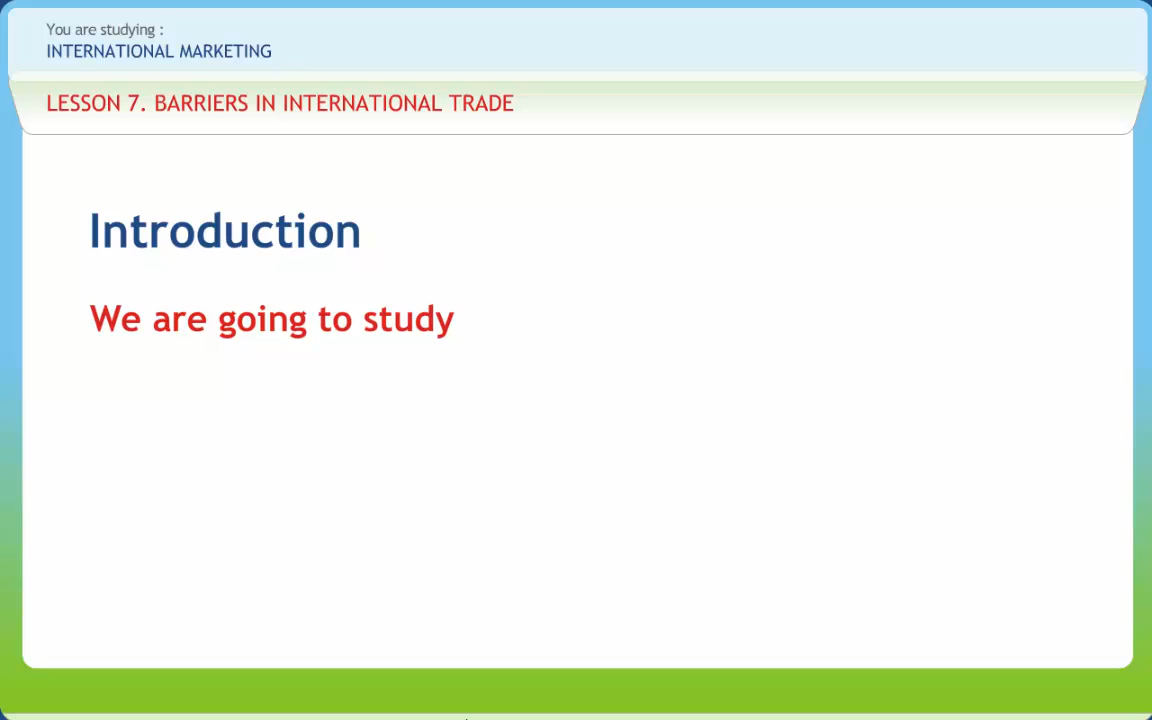 You are studying :
INTERNATIONAL MARKETING
LESSON 7. BARRIERS IN INTERNATIONAL TRADE
Introduction
We are going to study